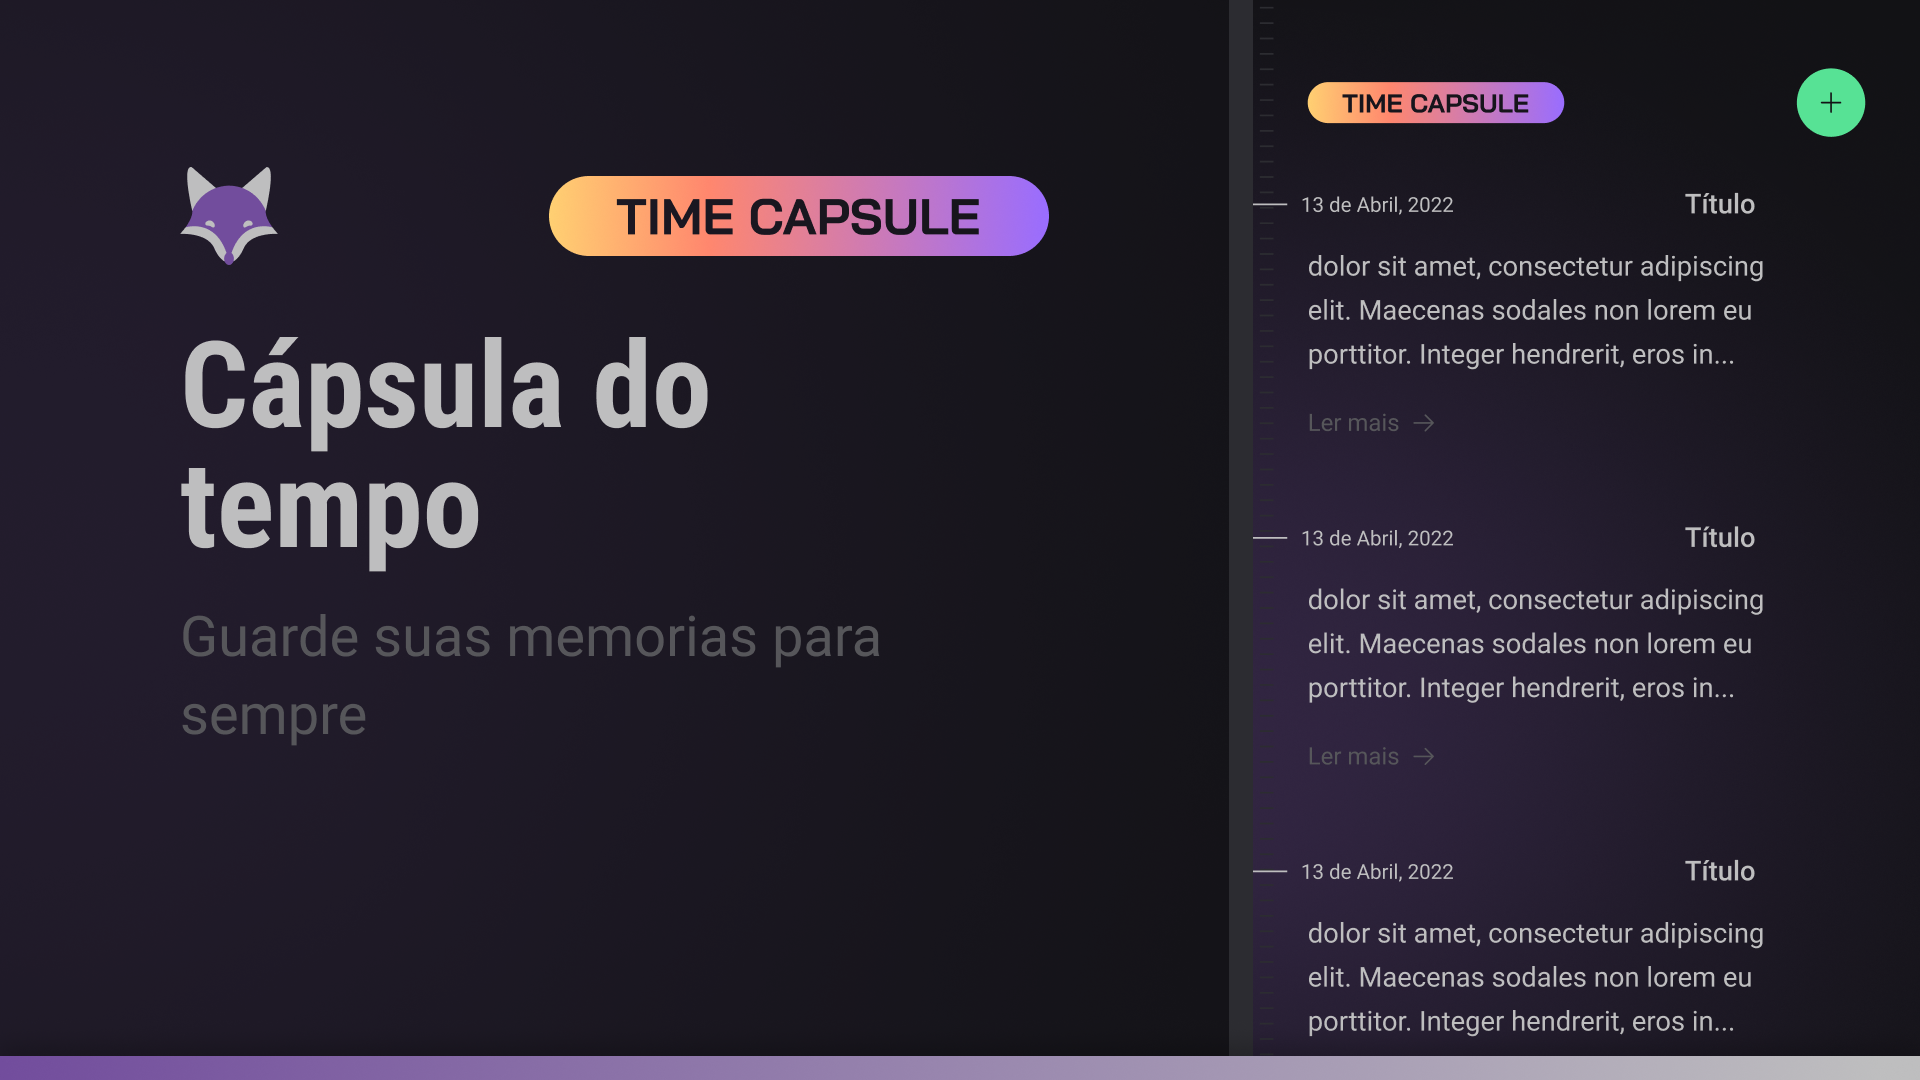 TIME CAPSULE
Cápsula do
tempo
Guarde suas memorias para
sempre
TIME CAPSULE
13 de Abril, 2022
Título
dolor sit amet, consectetur adipiscing
elit. Maecenas sodales non lorem eu
porttitor. Integer hendrerit, eros in...
Ler mais
13 de Abril, 2022
Título
dolor sit amet, consectetur adipiscing
elit. Maecenas sodales non lorem eu
porttitor. Integer hendrerit, eros in...
Ler mais
13 de Abril, 2022
Título
dolor sit amet, consectetur adipiscing
elit. Maecenas sodales non lorem eu
porttitor. Integer hendrerit, eros in...